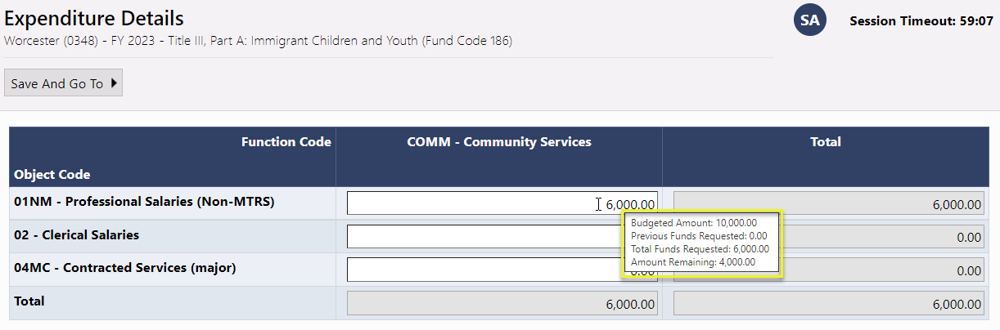 Expenditure Details
SA
Session Timeout: 59:07
Worcester (0348) - FY 2023 - Title III, Part A: Immigrant Children and Youth (Fund Code 186)
Save And Go To
Function Code
COMM - Community Services
Total
Object Code
01NM - Professional Salaries (Non-MTRS)
6,000.00
6,000.00
Budgeted Amount: 10,000.00
Previous Funds Requested: 0.00
Total Funds Requested: 6,000.00
Amount Remaining: 4,000.00
02 - Clerical Salaries
0.00
04MC - Contracted Services (major)
0.00
Total
6,000.00
6,000.00